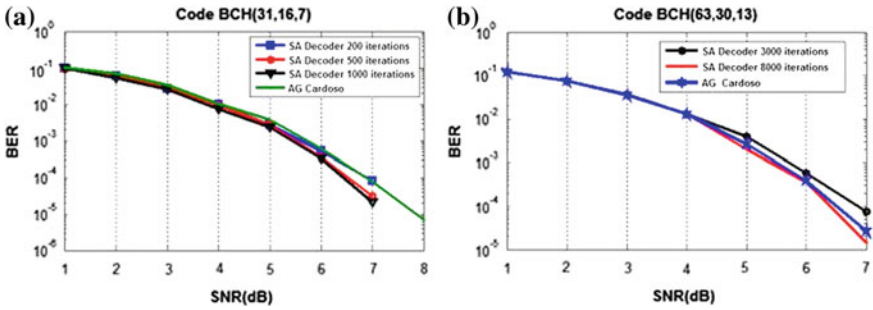 (a)
Code BCH(31,16,7)
SA Decoder 200 iterations
SA Decoder 500 iterations
SA Decoder 1000 iterations
AG Cardoso
10^0
10^-1
10^-2
10^-3
10^-4
10^-5
10^-6
BER
1 2 3 4 5 6 7 8
SNR(dB)
(b)
Code BCH(63,30,13)
SA Decoder 3000 iterations
SA Decoder 8000 iterations
AG Cardoso
10^0
10^-1
10^-2
10^-3
10^-4
10^-5
BER
1 2 3 4 5 6 7
SNR(dB)